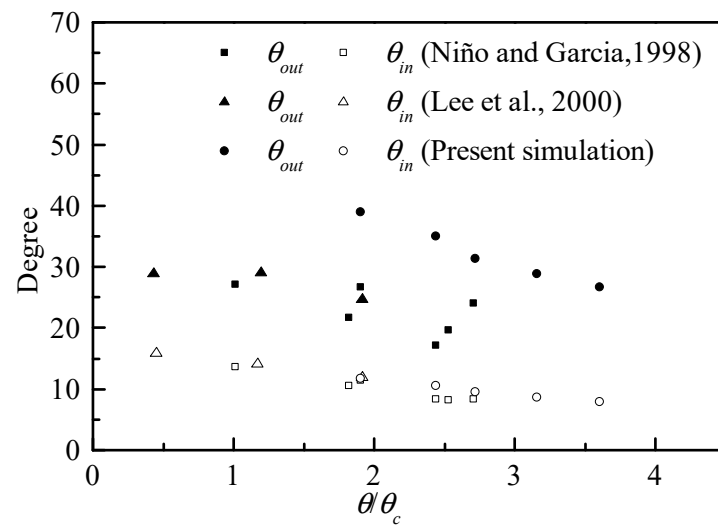 70
60
50
40
30
20
10
0
Degree
θout θin (Niño and Garcia,1998)
θout θin (Lee et al., 2000)
θout θin (Present simulation)
0 1 2 3 4
θ/θc